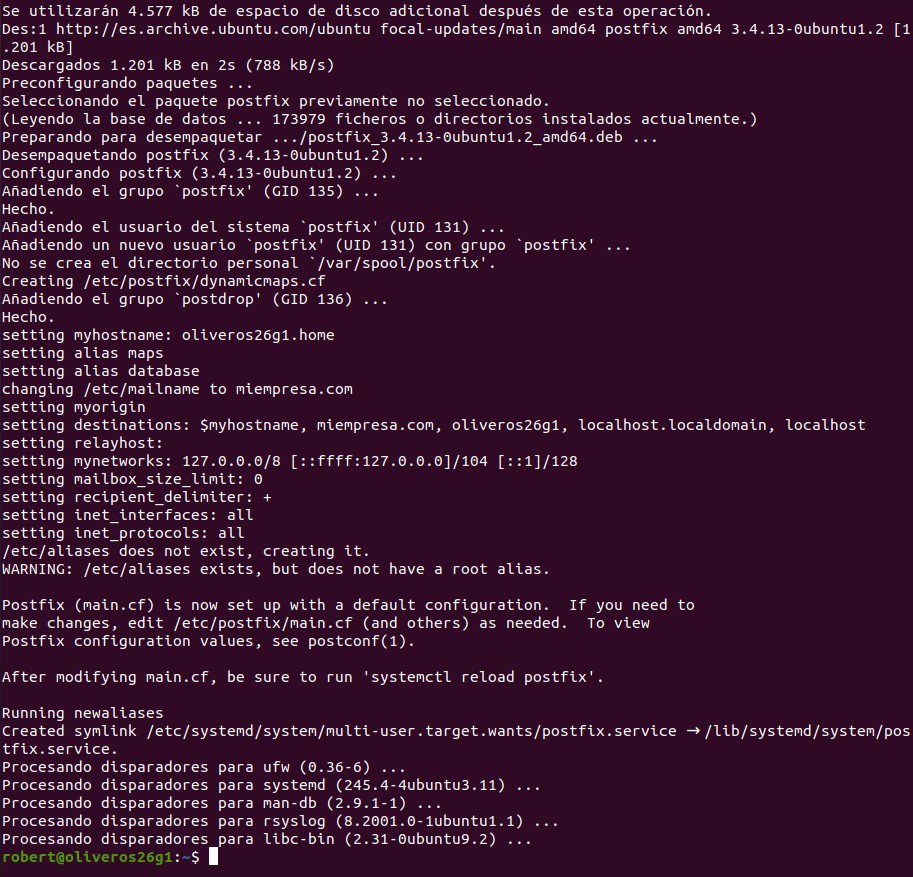 Se utilizarán 4.577 kB de espacio de disco adicional después de esta operación.
Des:1 http://es.archive.ubuntu.com/ubuntu focal-updates/main amd64 postfix amd64 3.4.13-0ubuntu1.2 [1
.201 kB]
Descargados 1.201 kB en 2s (788 kB/s)
Preconfigurando paquetes ...
Seleccionando el paquete postfix previamente no seleccionado.
(Leyendo la base de datos ... 173979 ficheros o directorios instalados actualmente.)
Preparando para desempaquetar .../postfix_3.4.13-0ubuntu1.2_amd64.deb ...
Desempaquetando postfix (3.4.13-0ubuntu1.2) ...
Configurando postfix (3.4.13-0ubuntu1.2) ...
Añadiendo el grupo `postfix' (GID 135) ...
Hecho.
Añadiendo el usuario del sistema `postfix' (UID 131) ...
Añadiendo un nuevo usuario `postfix' (UID 131) con grupo `postfix' ...
No se crea el directorio personal `/var/spool/postfix'.
Creating /etc/postfix/dynamicmaps.cf
Añadiendo el grupo `postdrop' (GID 136) ...
Hecho.
setting myhostname: oliveros26g1.home
setting alias maps
setting alias database
changing /etc/mailname to miempresa.com
setting myorigin
setting destinations: $myhostname, miempresa.com, oliveros26g1, localhost.localdomain, localhost
setting relayhost:
setting mynetworks: 127.0.0.0/8 [::ffff:127.0.0.0]/104 [::1]/128
setting mailbox_size_limit: 0
setting recipient_delimiter: +
setting inet_interfaces: all
setting inet_protocols: all
/etc/aliases does not exist, creating it.
WARNING: /etc/aliases exists, but does not have a root alias.

Postfix (main.cf) is now set up with a default configuration.  If you need to
make changes, edit /etc/postfix/main.cf (and others) as needed.  To view
Postfix configuration values, see postconf(1).

After modifying main.cf, be sure to run 'systemctl reload postfix'.

Running newaliases
Created symlink /etc/systemd/system/multi-user.target.wants/postfix.service → /lib/systemd/system/pos
tfix.service.
Procesando disparadores para ufw (0.36-6) ...
Procesando disparadores para systemd (245.4-4ubuntu3.11) ...
Procesando disparadores para man-db (2.9.1-1) ...
Procesando disparadores para rsyslog (8.2001.0-1ubuntu1.1) ...
Procesando disparadores para libc-bin (2.31-0ubuntu9.2) ...
robert@oliveros26g1:~$